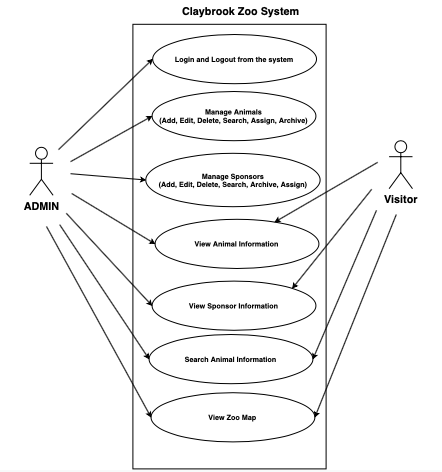 Claybrook Zoo System
Login and Logout from the system
Manage Animals
(Add, Edit, Delete, Search, Assign, Archive)
Manage Sponsors
(Add, Edit, Delete, Search, Archive, Assign)
ADMIN
Visitor
View Animal Information
View Sponsor Information
Search Animal Information
View Zoo Map